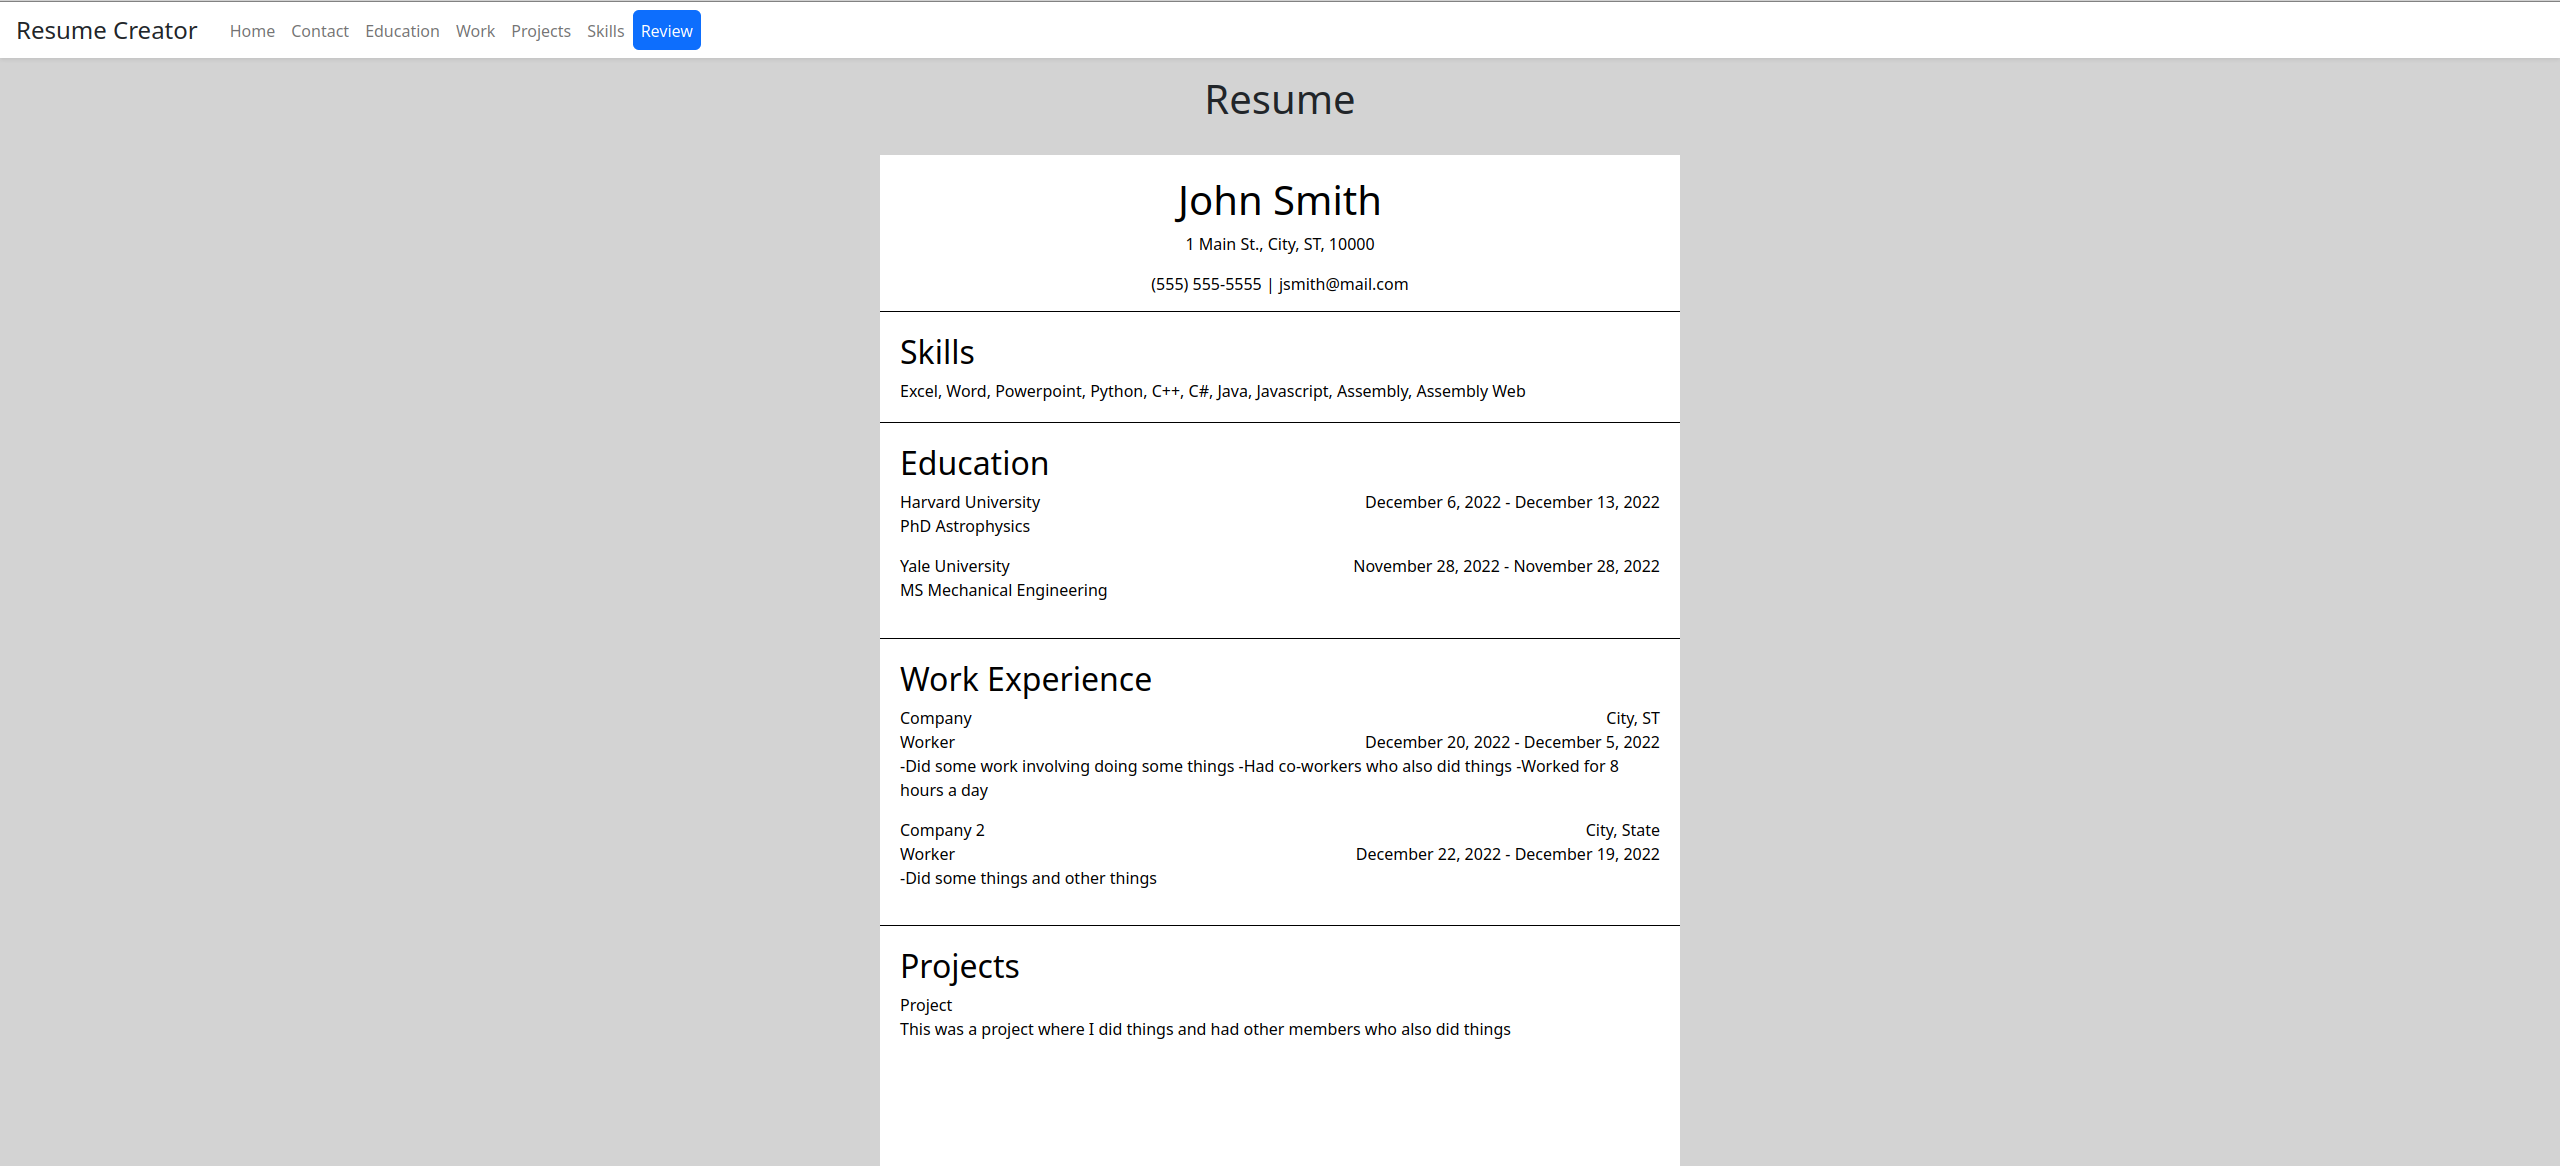 Resume Creator Home Contact Education Work Projects Skills Review
Resume
John Smith
1 Main St., City, ST, 10000
(555) 555-5555 | jsmith@mail.com
Skills
Excel, Word, Powerpoint, Python, C++, C#, Java, Javascript, Assembly, Assembly Web
Education
Harvard University December 6, 2022 - December 13, 2022
PhD Astrophysics
Yale University November 28, 2022 - November 28, 2022
MS Mechanical Engineering
Work Experience
Company City, ST
Worker December 20, 2022 - December 5, 2022
-Did some work involving doing some things -Had co-workers who also did things -Worked for 8
hours a day
Company 2 City, State
Worker December 22, 2022 - December 19, 2022
-Did some things and other things
Projects
Project
This was a project where I did things and had other members who also did things